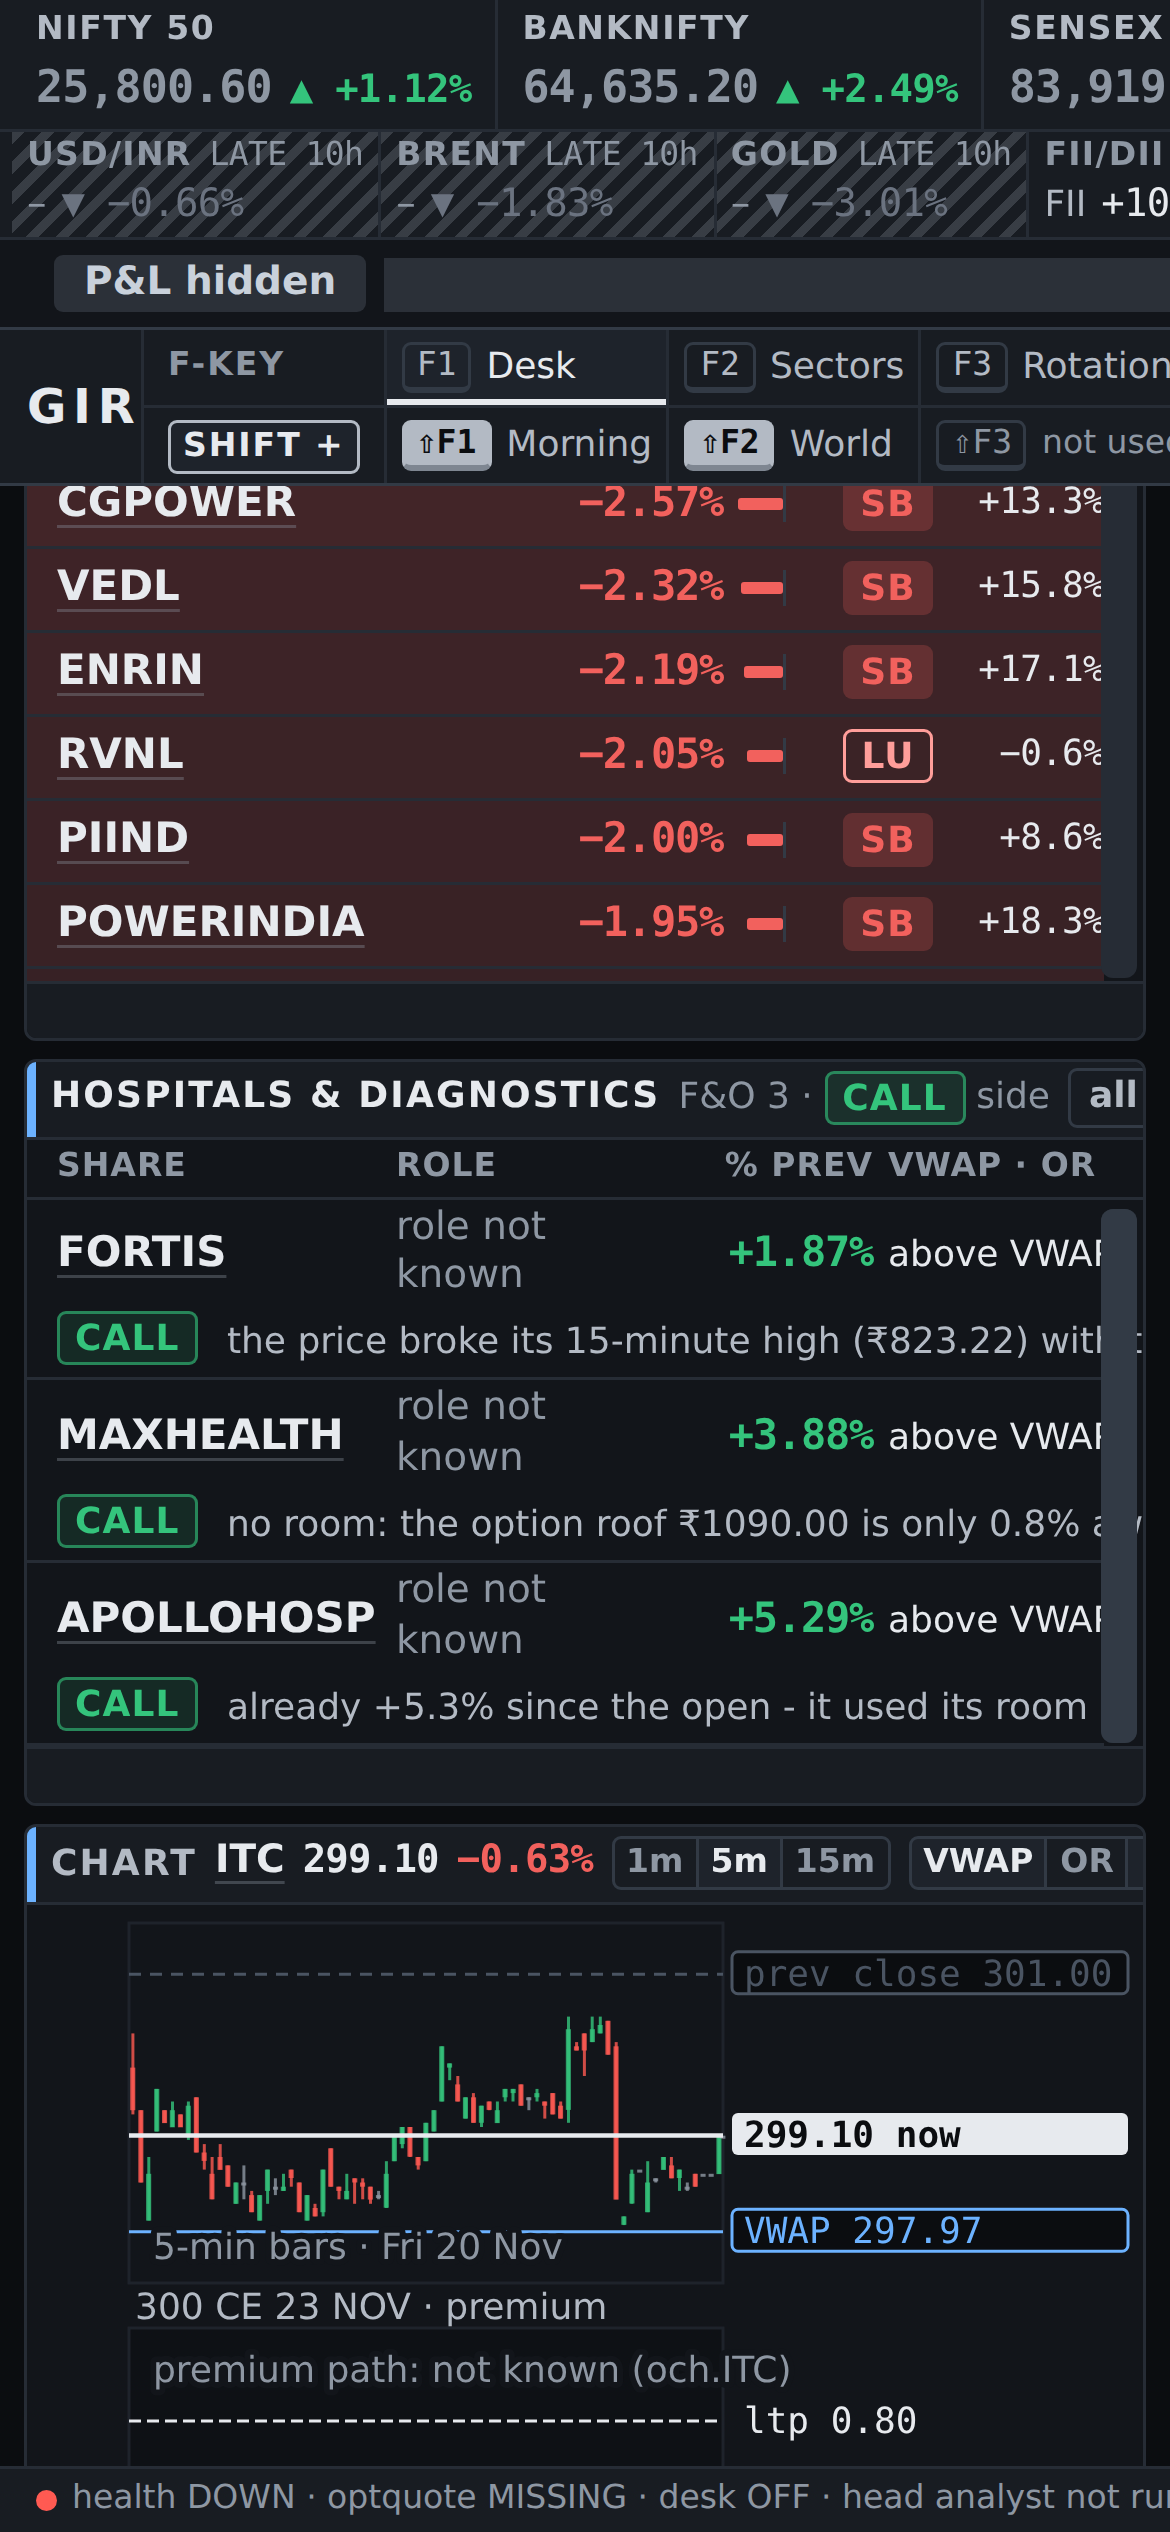 NIFTY 50 BANKNIFTY SENSEX
25,800.60 ▲ +1.12% 64,635.20 ▲ +2.49% 83,919
USD/INR LATE 10h BRENT LATE 10h GOLD LATE 10h FII/DII
– ▼ −0.66% – ▼ −1.83% – ▼ −3.01% FII +10
P&L hidden
GIR F-KEY F1 Desk F2 Sectors F3 Rotation
SHIFT + ⇧F1 Morning ⇧F2 World ⇧F3 not used
CGPOWER −2.57% SB +13.3%
VEDL −2.32% SB +15.8%
ENRIN −2.19% SB +17.1%
RVNL −2.05% LU −0.6%
PIIND −2.00% SB +8.6%
POWERINDIA −1.95% SB +18.3%
HOSPITALS & DIAGNOSTICS F&O 3 · CALL side all
SHARE ROLE % PREV VWAP · OR
FORTIS role not known +1.87% above VWAP
CALL the price broke its 15-minute high (₹823.22) with
MAXHEALTH role not known +3.88% above VWAP
CALL no room: the option roof ₹1090.00 is only 0.8%
APOLLOHOSP role not known +5.29% above VWAP
CALL already +5.3% since the open - it used its room
CHART ITC 299.10 −0.63% 1m 5m 15m VWAP OR
prev close 301.00
299.10 now
VWAP 297.97
5-min bars · Fri 20 Nov
300 CE 23 NOV · premium
premium path: not known (och.ITC)
ltp 0.80
health DOWN · optquote MISSING · desk OFF · head analyst not